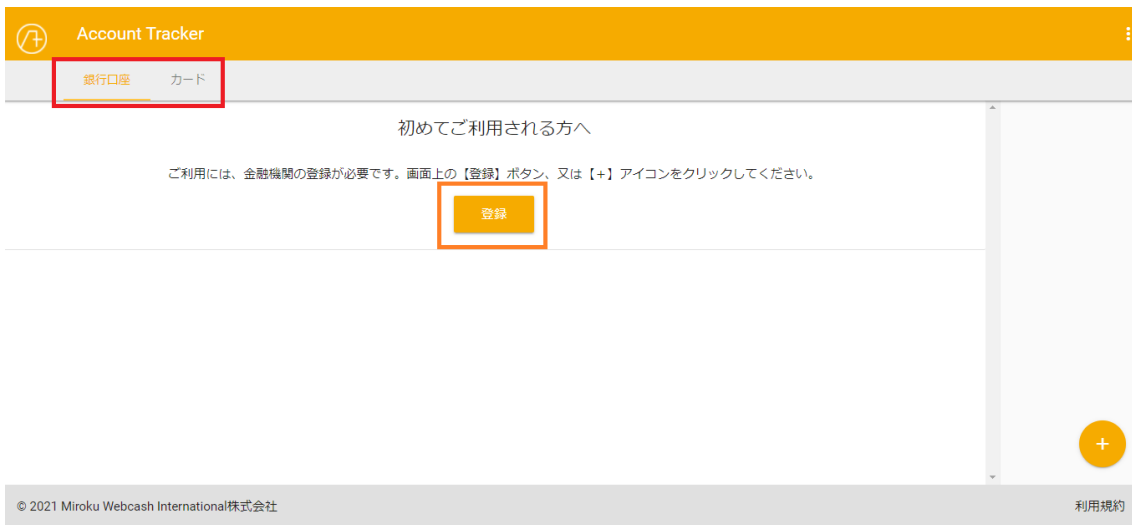 Account Tracker
銀行口座 カード
初めてご利用される方へ
ご利用には、金融機関の登録が必要です。画面上の【登録】ボタン、又は【+】アイコンをクリックしてください。
登録
+
© 2021 Miroku Webcash International株式会社 利用規約